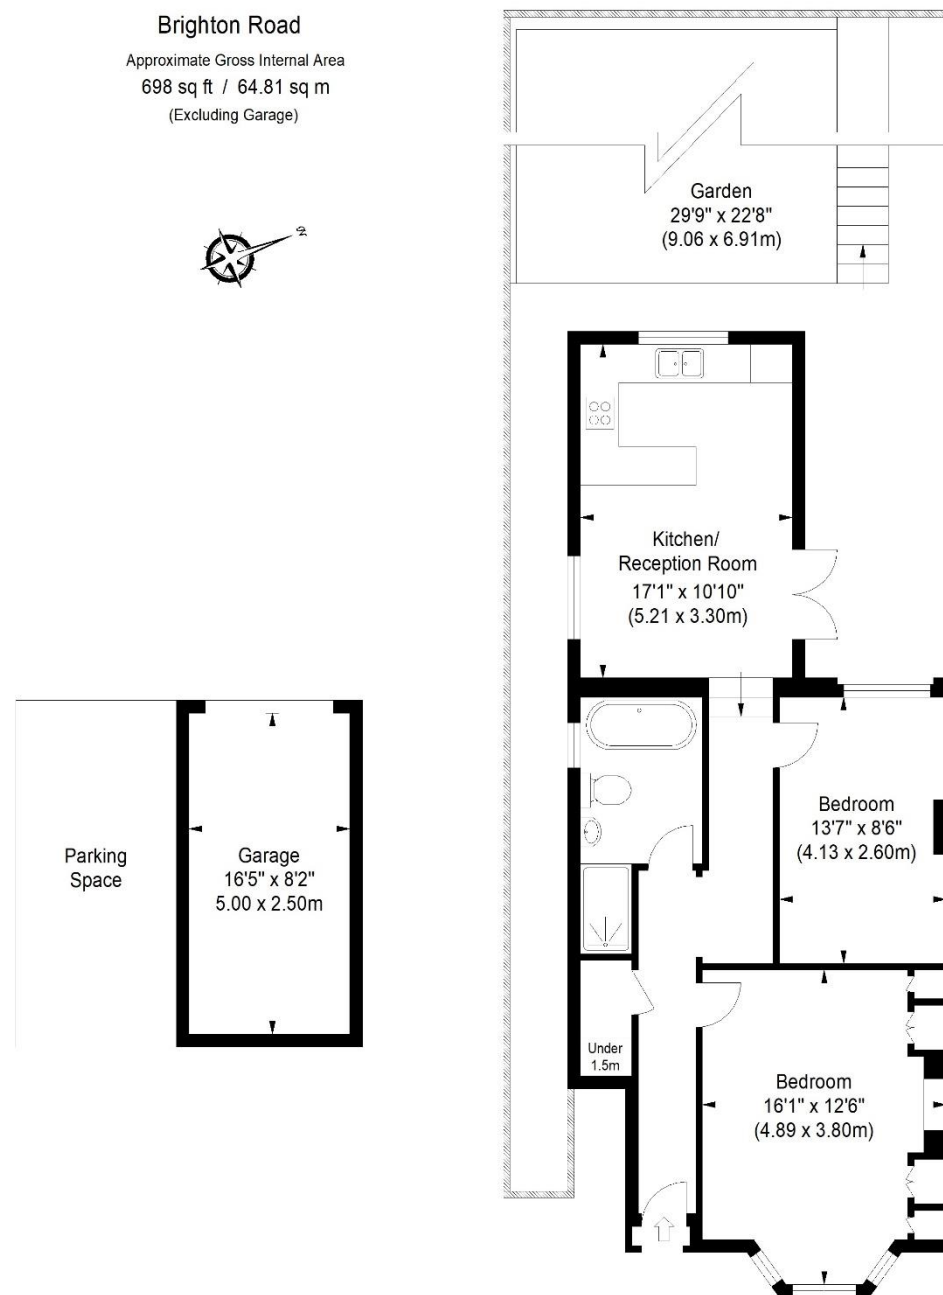 Brighton Road
Approximate Gross Internal Area
698 sq ft / 64.81 sq m
(Excluding Garage)
Garden
29'9" x 22'8"
(9.06 x 6.91m)
Kitchen/
Reception Room
17'1" x 10'10"
(5.21 x 3.30m)
Bedroom
13'7" x 8'6"
(4.13 x 2.60m)
Parking
Space
Garage
16'5" x 8'2"
5.00 x 2.50m
Under
1.5m
Bedroom
16'1" x 12'6"
(4.89 x 3.80m)